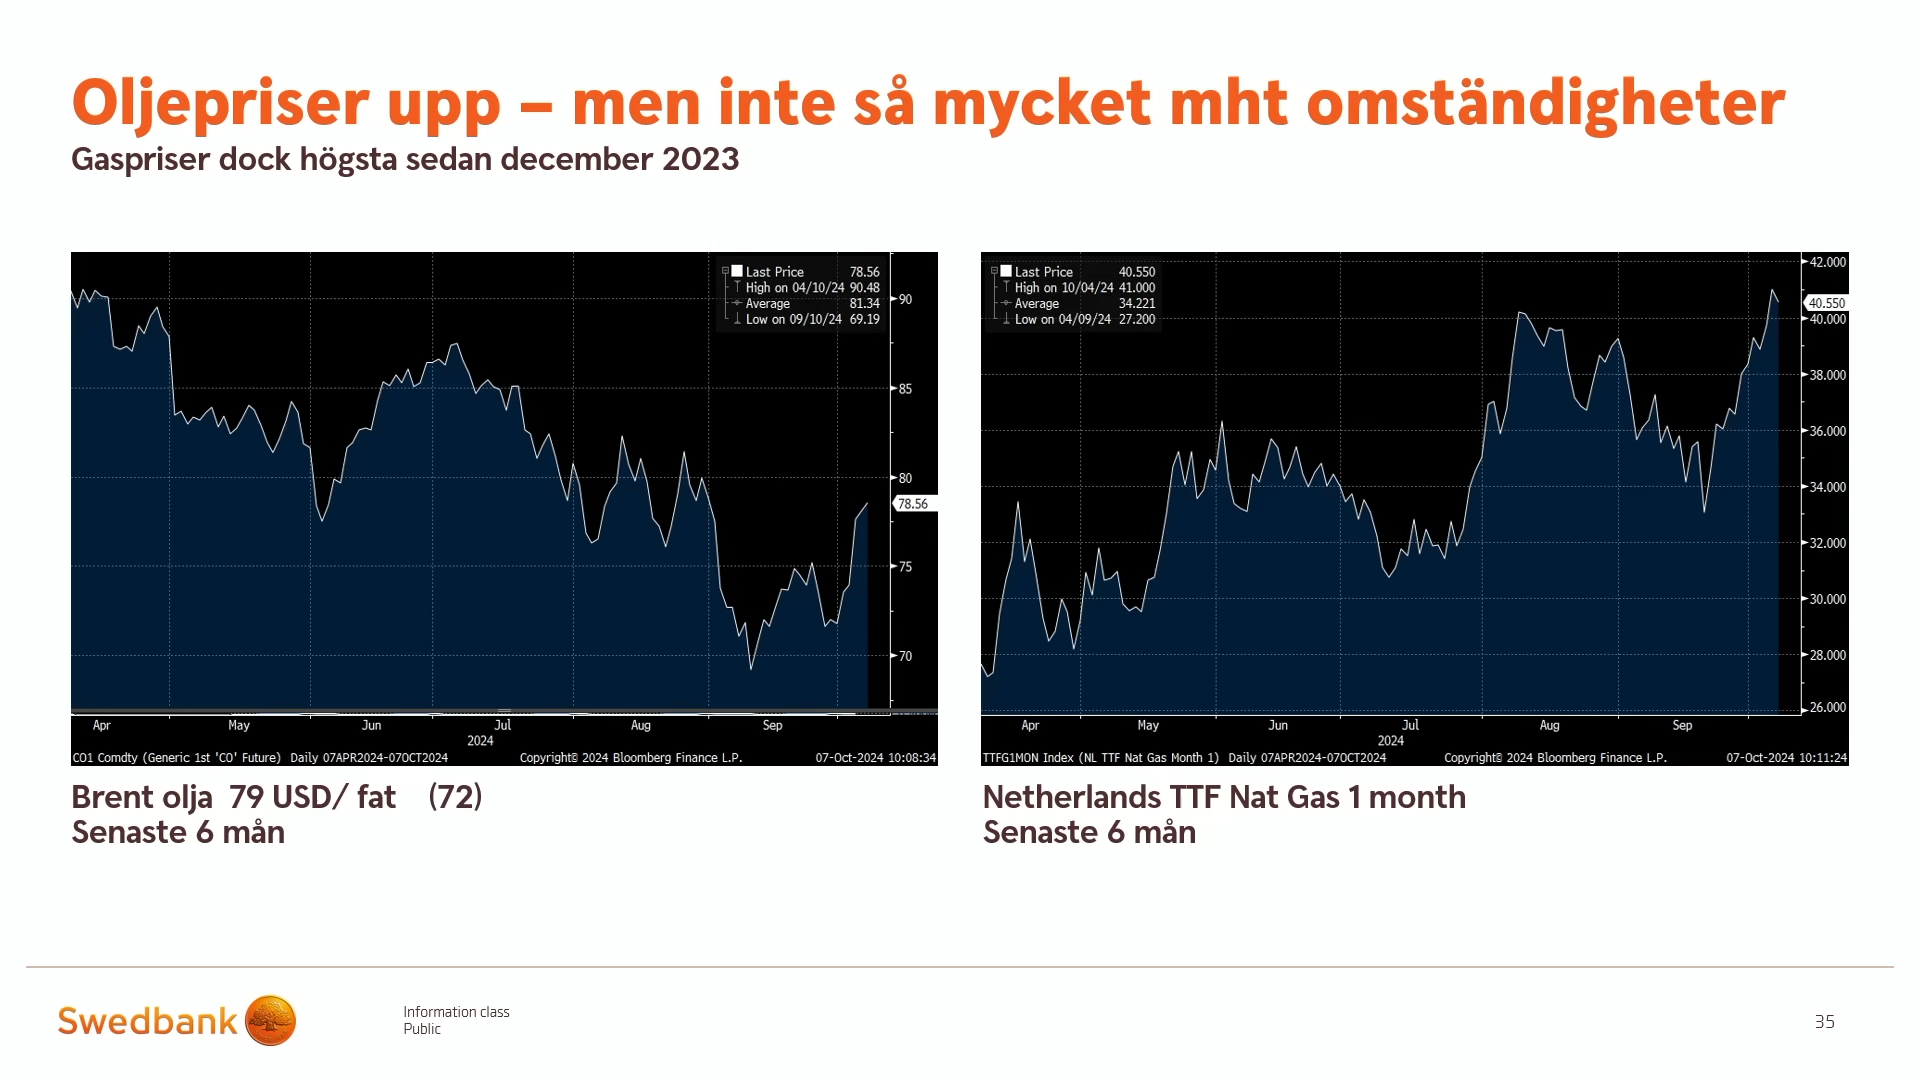 Oljepriser upp – men inte så mycket mht omständigheter
Gaspriser dock högsta sedan december 2023
Last Price 78.56
High on 04/10/24 90.48
Average 81.34
Low on 09/10/24 69.19
90
85
80
78.56
75
70
Apr May Jun Jul Aug Sep
2024
CO1 Comdty (Generic 1st 'CO' Future) Daily 07APR2024-07OCT2024 Copyright© 2024 Bloomberg Finance L.P. 07-Oct-2024 10:08:34
Brent olja 79 USD/ fat (72)
Senaste 6 mån
Last Price 40.550
High on 10/04/24 41.000
Average 34.221
Low on 04/09/24 27.200
42.000
40.550
40.000
38.000
36.000
34.000
32.000
30.000
28.000
26.000
Apr May Jun Jul Aug Sep
2024
TTFG1MON Index (NL TTF Nat Gas Month 1) Daily 07APR2024-07OCT2024 Copyright© 2024 Bloomberg Finance L.P. 07-Oct-2024 10:11:24
Netherlands TTF Nat Gas 1 month
Senaste 6 mån
Swedbank
Information class
Public
35